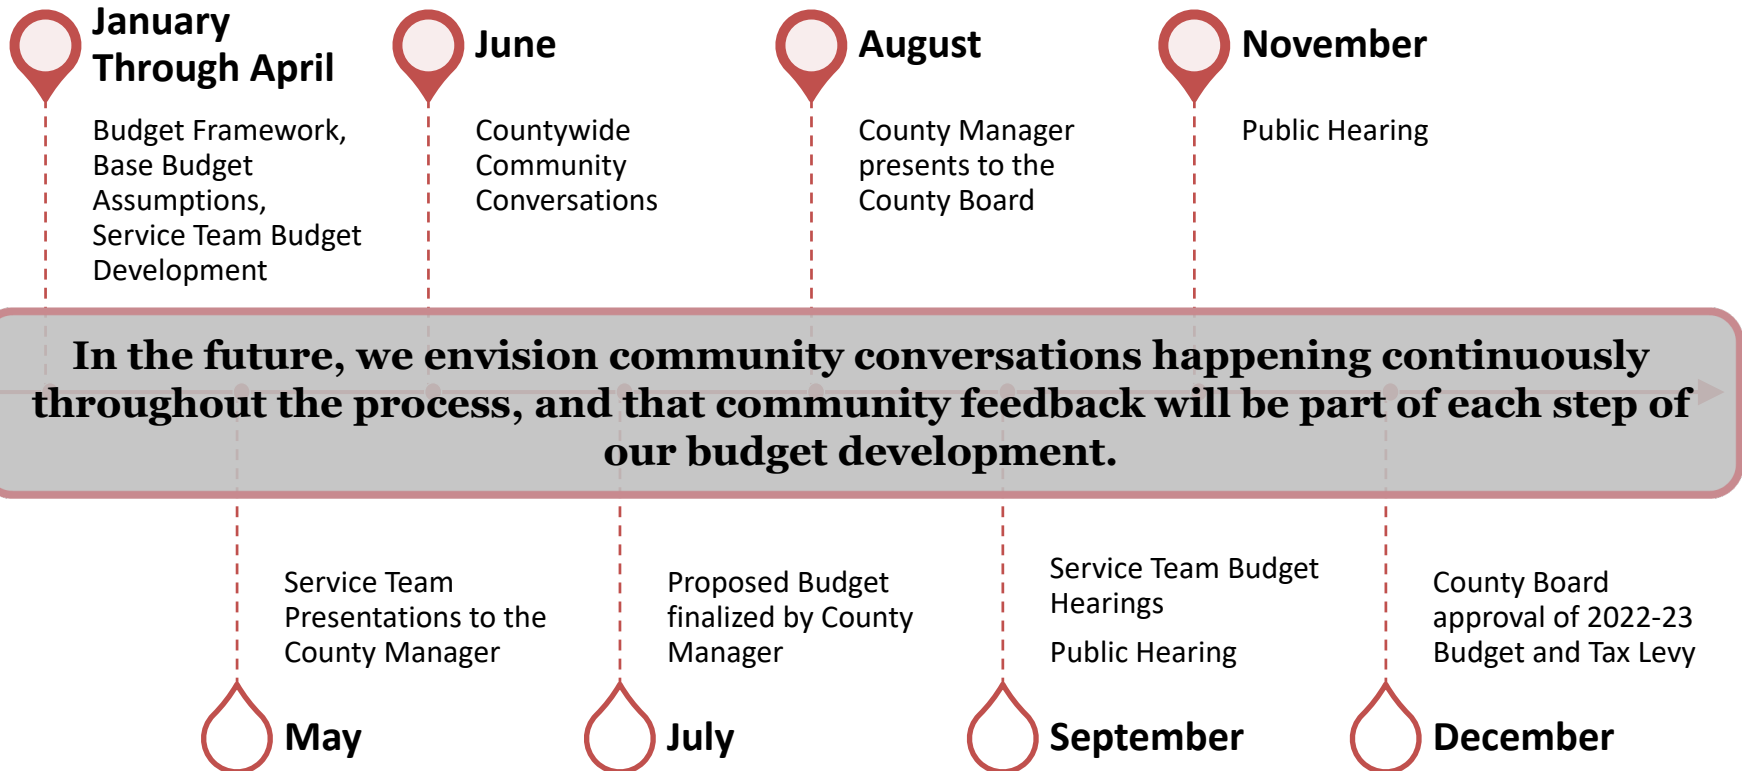 January
Through April
Budget Framework,
Base Budget
Assumptions,
Service Team Budget
Development
June
Countywide
Community
Conversations
August
County Manager
presents to the
County Board
November
Public Hearing
In the future, we envision community conversations happening continuously
throughout the process, and that community feedback will be part of each step of
our budget development.
Service Team
Presentations to the
County Manager
May
Proposed Budget
finalized by County
Manager
July
Service Team Budget
Hearings
Public Hearing
September
County Board
approval of 2022-23
Budget and Tax Levy
December